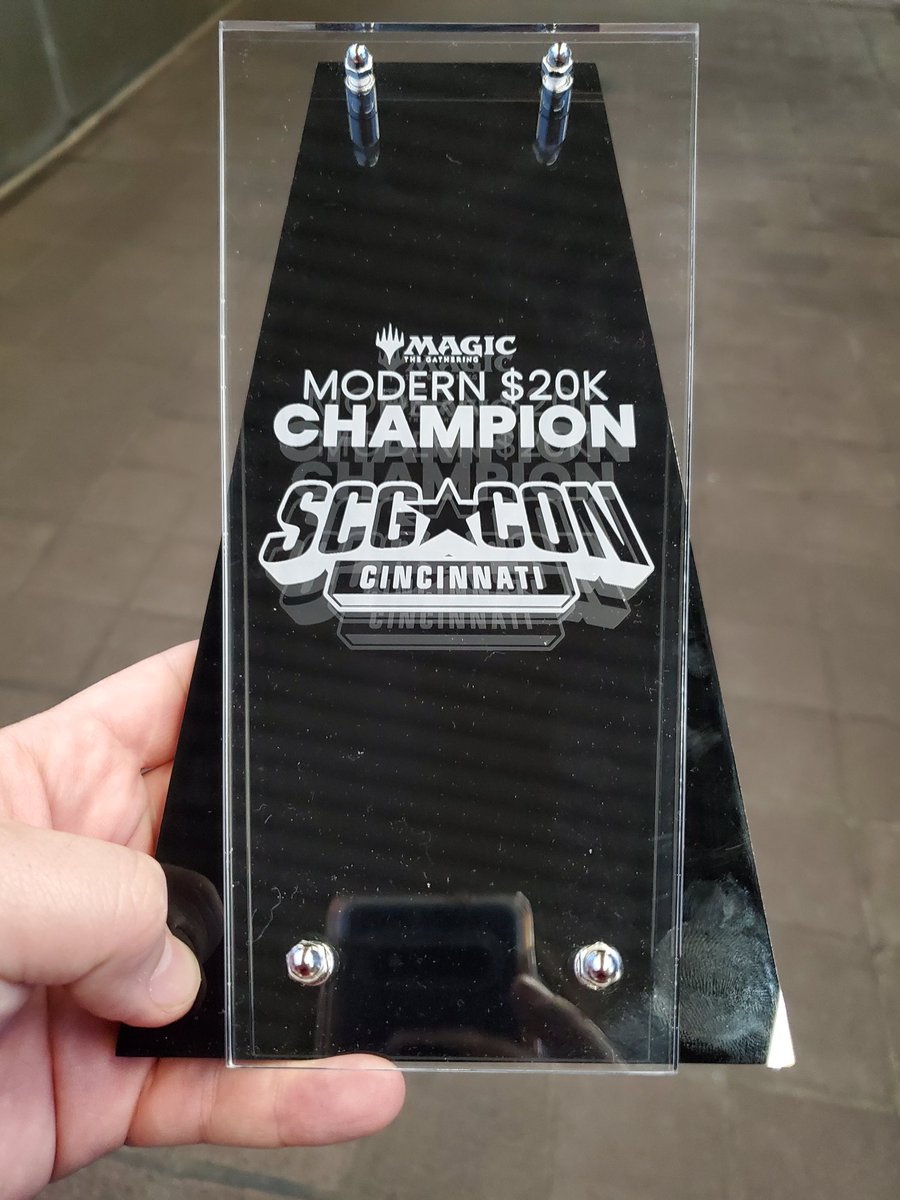 MAGIC
THE GATHERING
MODERN $20K
CHAMPION
SCG★CON
CINCINNATI